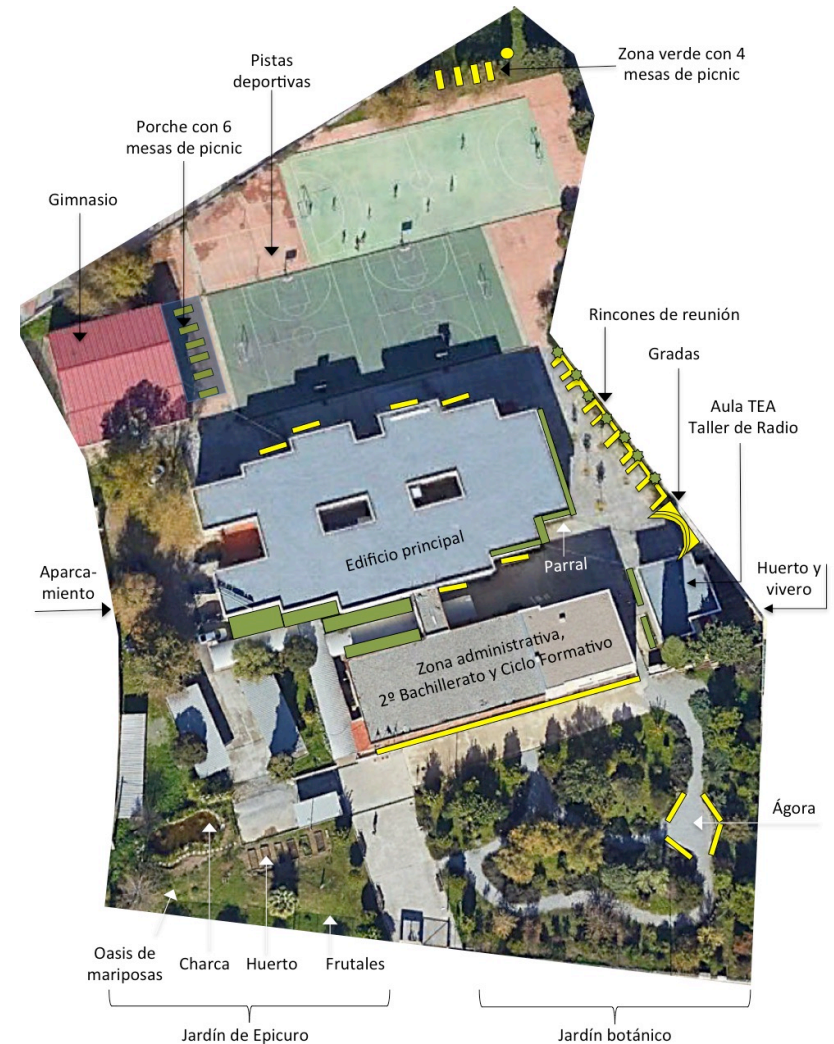 Zona verde con 4
mesas de picnic
Pistas
deportivas
Porche con 6
mesas de picnic
Gimnasio
Rincones de reunión
Gradas
Aula TEA
Taller de Radio
Edificio principal
Parral
Aparca-
miento
Huerto y
vivero
Zona administrativa,
2º Bachillerato y Ciclo Formativo
Ágora
Oasis de
mariposas
Charca
Huerto
Frutales
Jardín de Epicuro
Jardín botánico